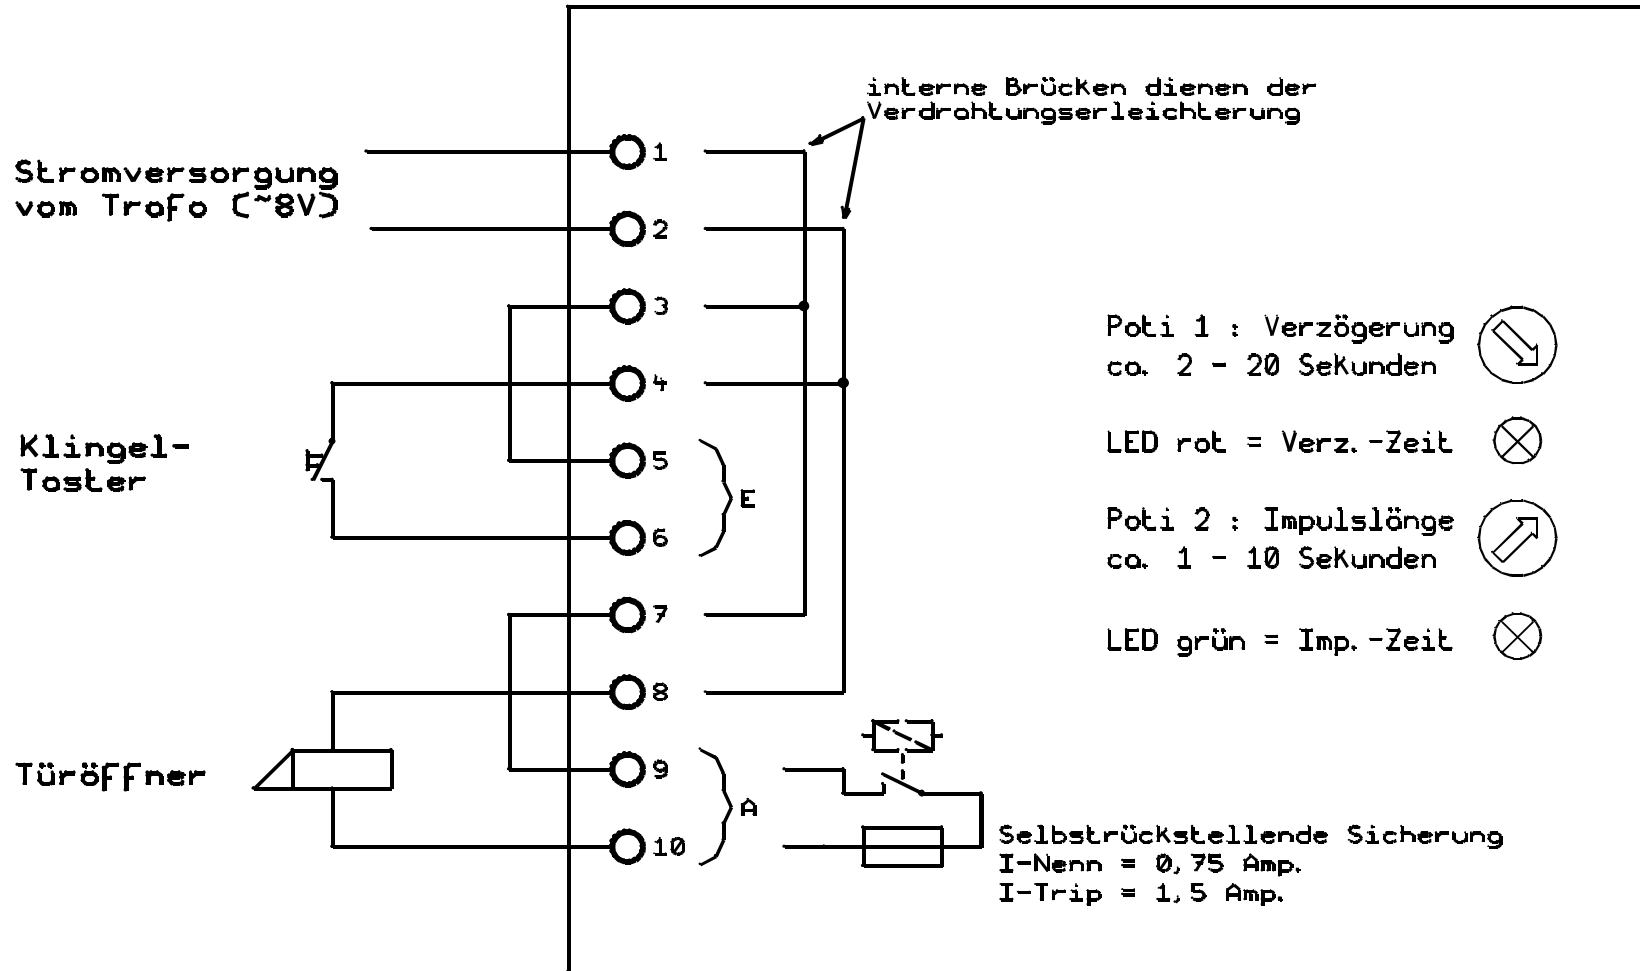 interne Brücken dienen der
Verdrahtungserleichterung
Stromversorgung
vom Trafo (~8V)
1
2
3
4
5
6
7
8
9
10
E
A
Klingel-
Taster
Türöffner
Poti 1 : Verzögerung
ca. 2 - 20 Sekunden
LED rot = Verz.-Zeit
Poti 2 : Impulslänge
ca. 1 - 10 Sekunden
LED grün = Imp.-Zeit
Selbstrückstellende Sicherung
I-Nenn = 0,75 Amp.
I-Trip = 1,5 Amp.